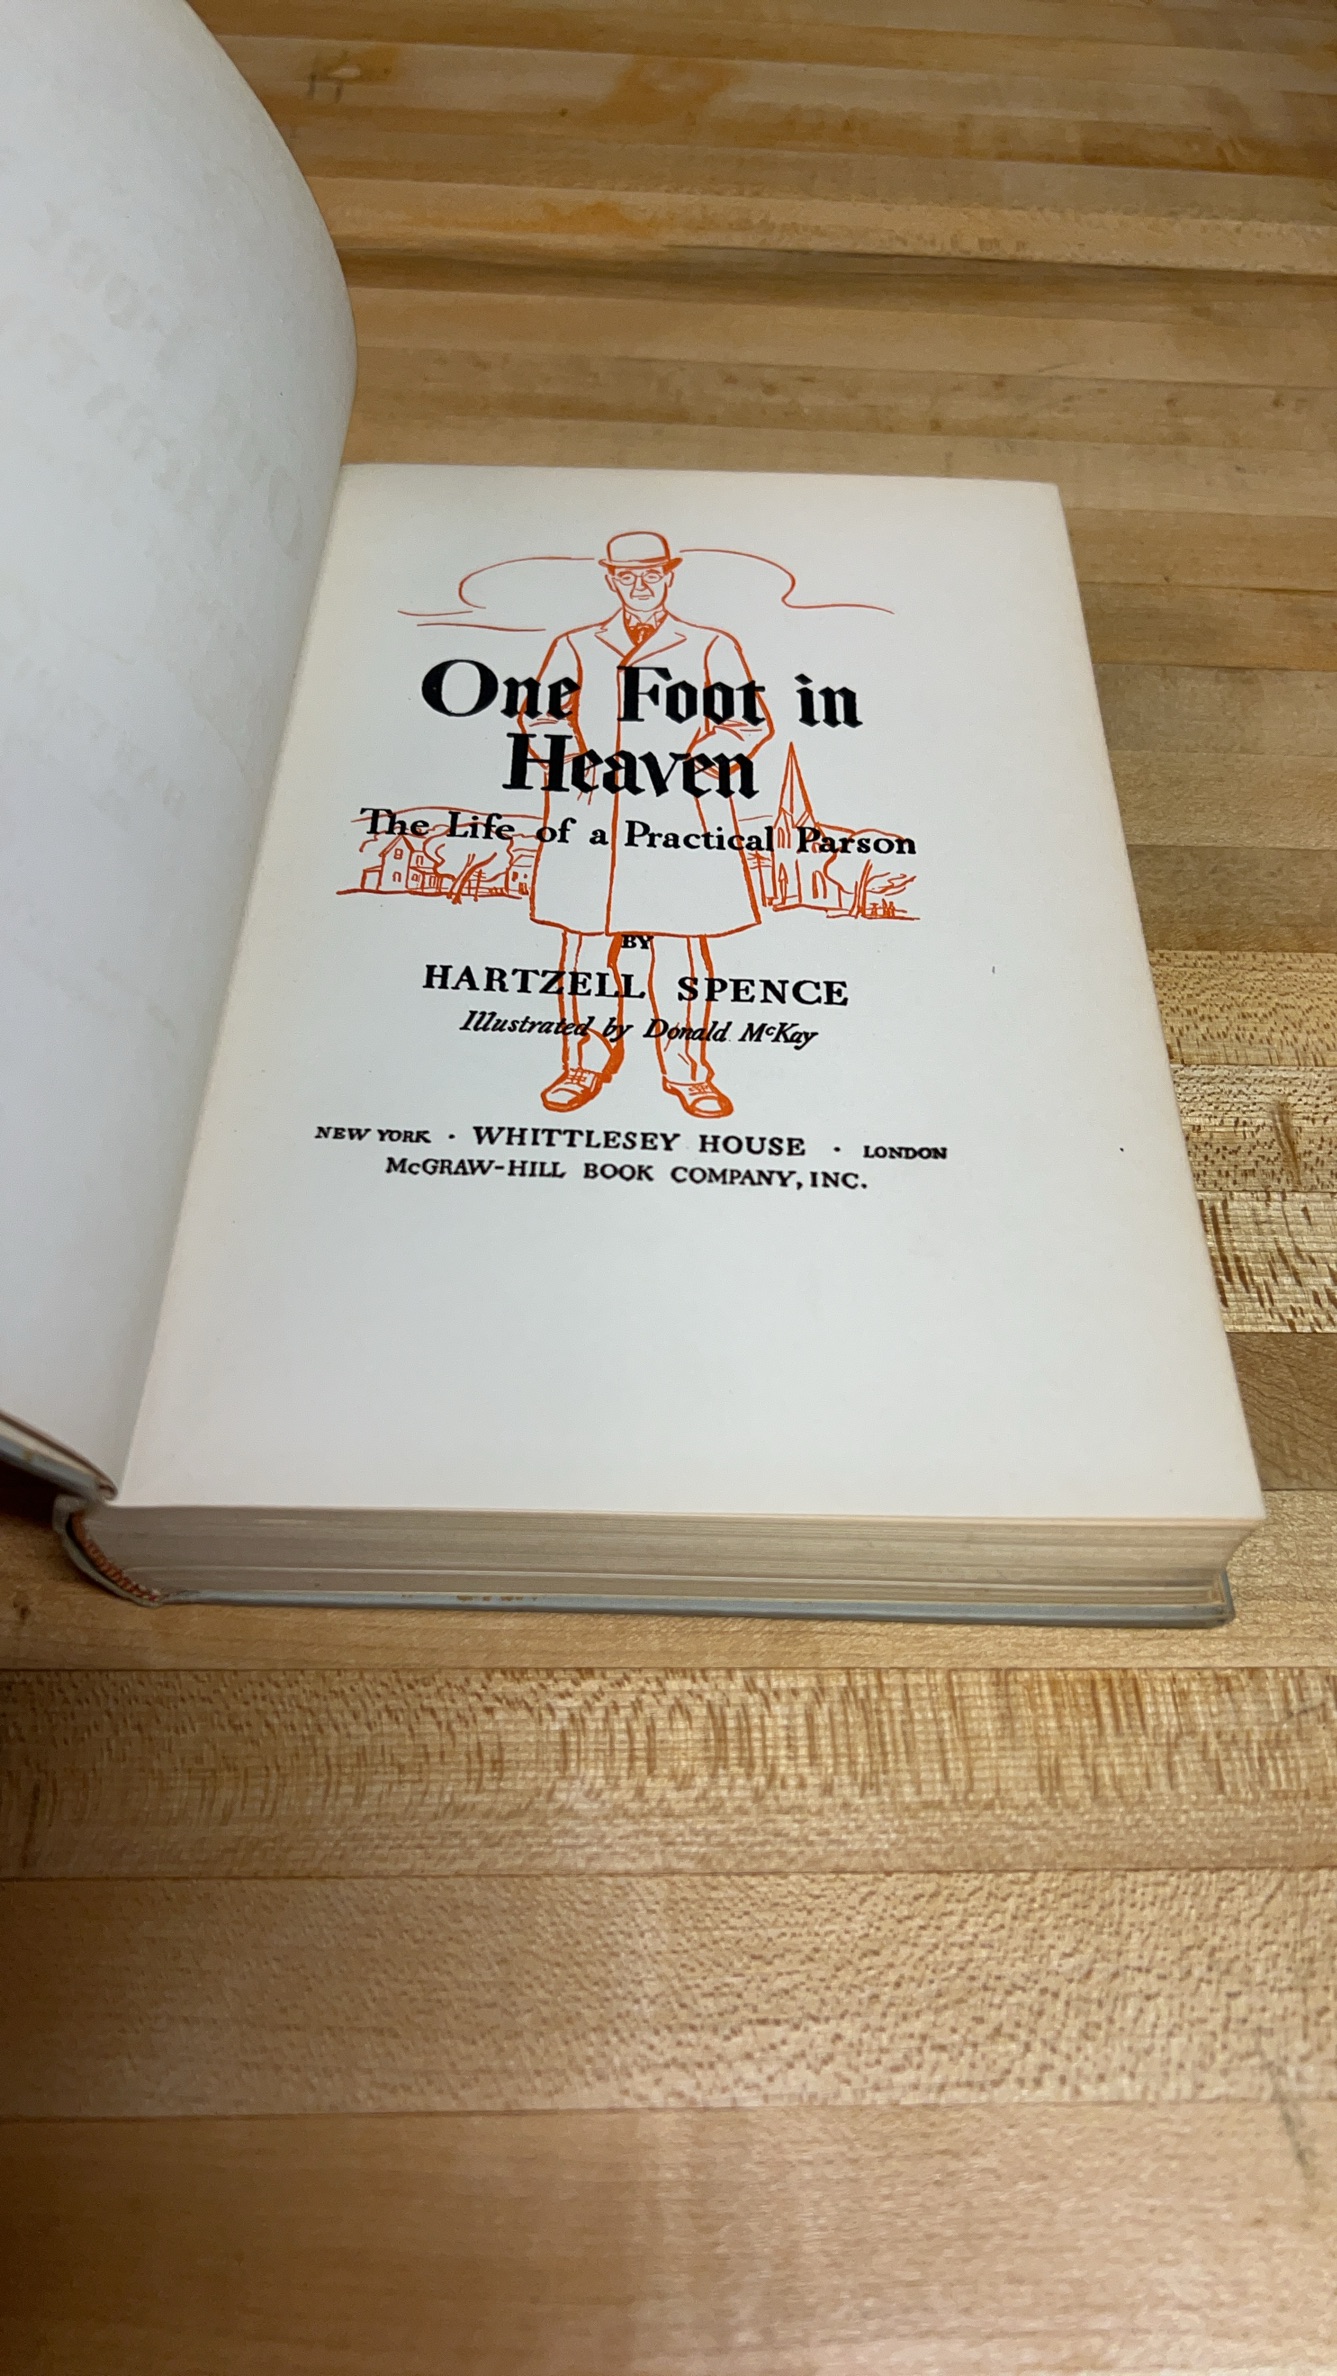 One Foot in
Heaven
The Life of a Practical Parson
BY
HARTZELL SPENCE
Illustrated by Donald McKay
NEW YORK · WHITTLESEY HOUSE · LONDON
McGRAW-HILL BOOK COMPANY, INC.